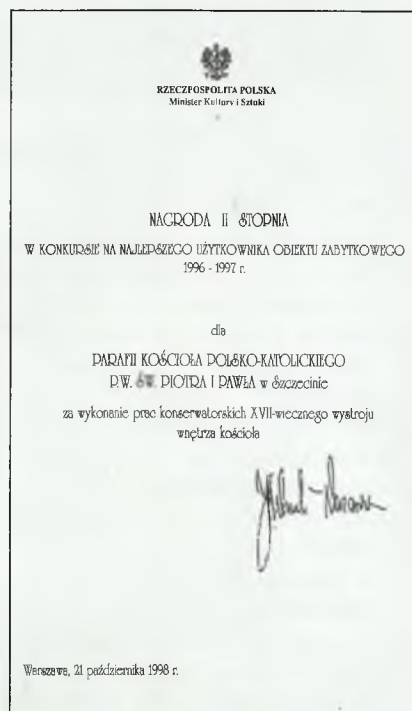 RZECZPOSPOLITA POLSKA
Minister Kultury i Sztuki
NAGRODA II STOPNIA
W KONKURSIE NA NAJLEPSZEGO UŻYTKOWNIKA OBIEKTU ZABYTKOWEGO
1996 - 1997 r.
dla
PARAFII KOŚCIOŁA POLSKO-KATOLICKIEGO
P.W. ŚW. PIOTRA I PAWŁA w Szczecinie
za wykonanie prac konserwatorskich XVII-wiecznego wystroju
wnętrza kościoła
Warszawa, 21 października 1998 r.